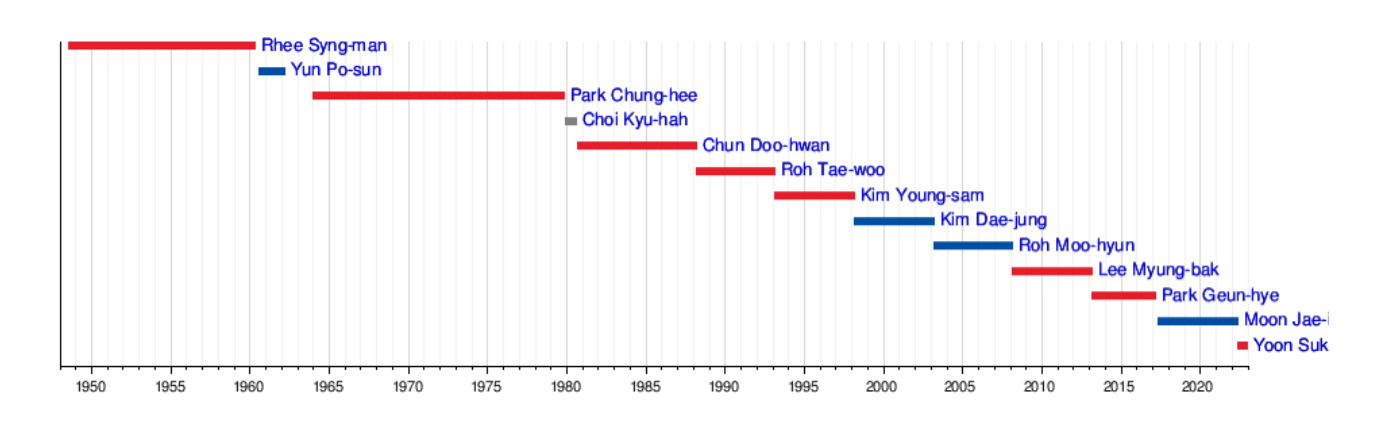 Rhee Syng-man
Yun Po-sun
Park Chung-hee
Choi Kyu-hah
Chun Doo-hwan
Roh Tae-woo
Kim Young-sam
Kim Dae-jung
Roh Moo-hyun
Lee Myung-bak
Park Geun-hye
Moon Jae-i
Yoon Suk
1950 1955 1960 1965 1970 1975 1980 1985 1990 1995 2000 2005 2010 2015 2020